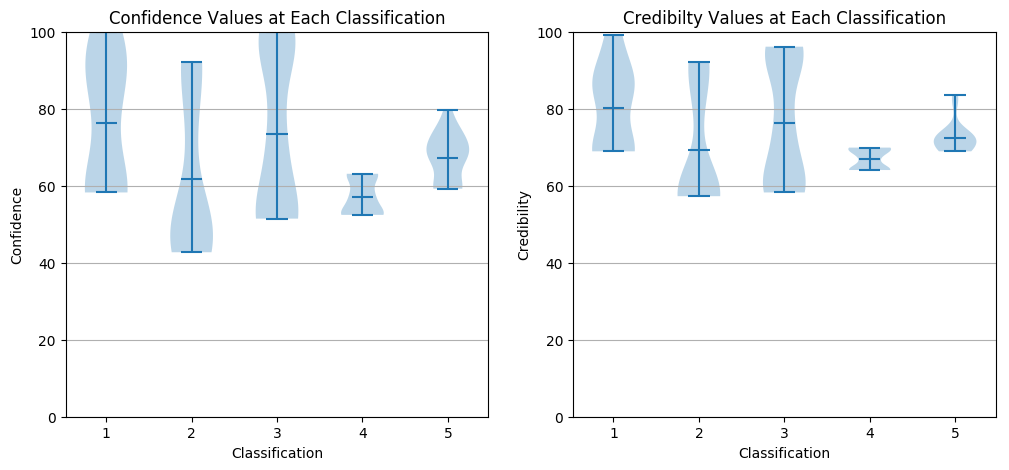 Confidence Values at Each Classification
100
80
60
40
20
0
Confidence
1 2 3 4 5
Classification
Credibilty Values at Each Classification
100
80
60
40
20
0
Credibility
1 2 3 4 5
Classification